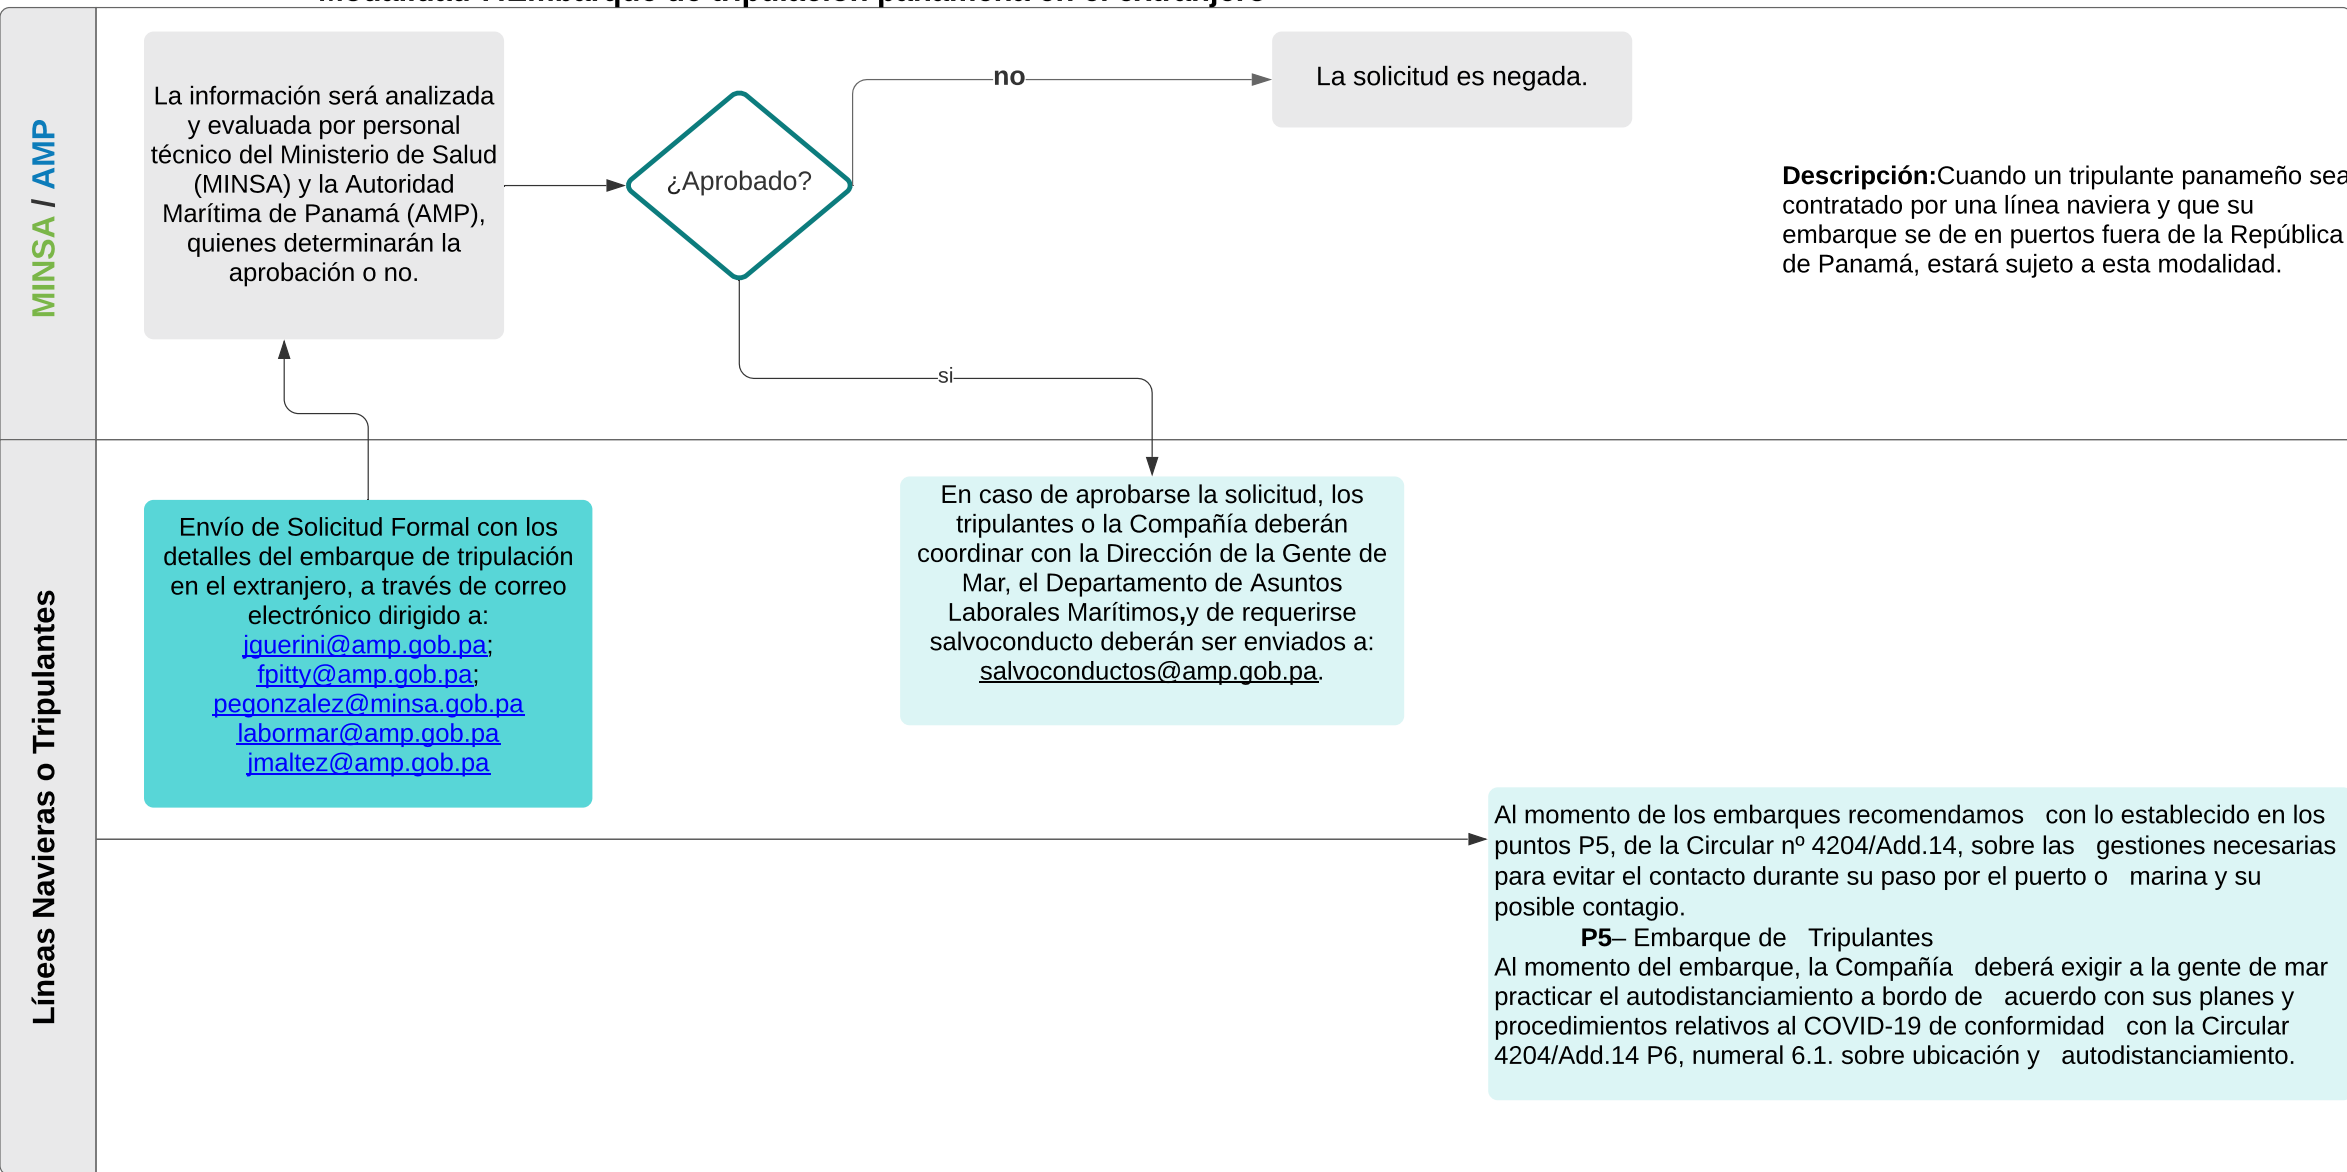 Embarque de tripulación panameña en el extranjero
MINSA / AMP
La información será analizada
y evaluada por personal
técnico del Ministerio de Salud
(MINSA) y la Autoridad
Marítima de Panamá (AMP),
quienes determinarán la
aprobación o no.
¿Aprobado?
no
La solicitud es negada.
Descripción:Cuando un tripulante panameño sea
contratado por una línea naviera y que su
embarque se de en puertos fuera de la República
de Panamá, estará sujeto a esta modalidad.
si
Líneas Navieras o Tripulantes
Envío de Solicitud Formal con los
detalles del embarque de tripulación
en el extranjero, a través de correo
electrónico dirigido a:
jguerini@amp.gob.pa;
fpitty@amp.gob.pa;
pegonzalez@minsa.gob.pa
labormar@amp.gob.pa
jmaltez@amp.gob.pa
En caso de aprobarse la solicitud, los
tripulantes o la Compañía deberán
coordinar con la Dirección de la Gente de
Mar, el Departamento de Asuntos
Laborales Marítimos,y de requerirse
salvoconducto deberán ser enviados a:
salvoconductos@amp.gob.pa.
Al momento de los embarques recomendamos con lo establecido en los
puntos P5, de la Circular nº 4204/Add.14, sobre las gestiones necesarias
para evitar el contacto durante su paso por el puerto o marina y su
posible contagio.
P5– Embarque de Tripulantes
Al momento del embarque, la Compañía deberá exigir a la gente de mar
practicar el autodistanciamiento a bordo de acuerdo con sus planes y
procedimientos relativos al COVID-19 de conformidad con la Circular
4204/Add.14 P6, numeral 6.1. sobre ubicación y autodistanciamiento.